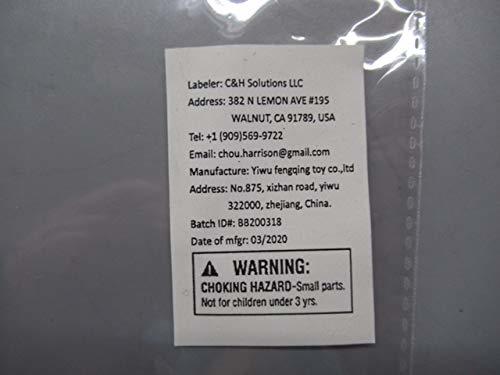 Labeler: C&H Solutions LLC
Address: 382 N LEMON AVE #195
WALNUT, CA 91789, USA
Tel: +1 (909)569-9722
Email: chou.harrison@gmail.com
Manufacture: Yiwu fengqing toy co.,ltd
Address: No.875, xizhan road, yiwu
322000, zhejiang, China.
Batch ID#: BB200318
Date of mfgr: 03/2020
WARNING:
CHOKING HAZARD-Small parts.
Not for children under 3 yrs.